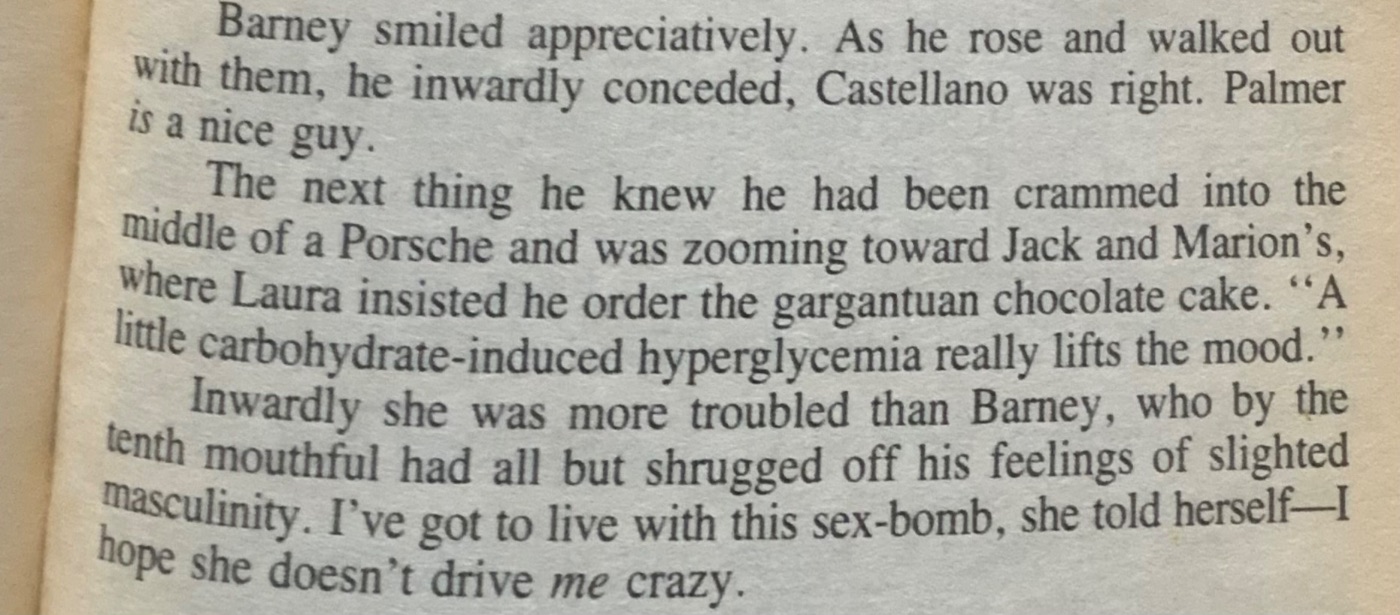 Barney smiled appreciatively. As he rose and walked out
with them, he inwardly conceded, Castellano was right. Palmer
is a nice guy.
The next thing he knew he had been crammed into the
middle of a Porsche and was zooming toward Jack and Marion's,
where Laura insisted he order the gargantuan chocolate cake. “A
little carbohydrate-induced hyperglycemia really lifts the mood.”
Inwardly she was more troubled than Barney, who by the
tenth mouthful had all but shrugged off his feelings of slighted
masculinity. I've got to live with this sex-bomb, she told herself—I
hope she doesn't drive me crazy.